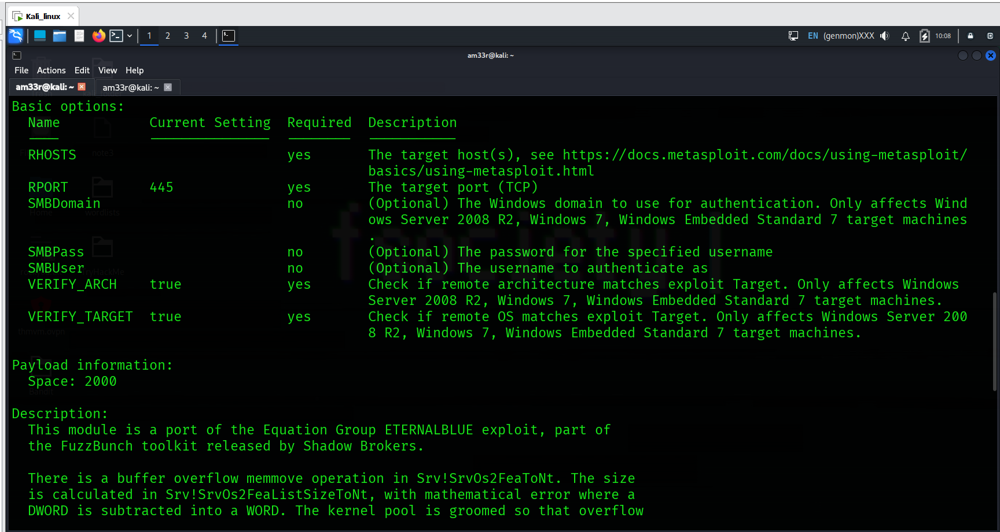 Kali_linux
1 2 3 4 EN (genmon)XXX 10:08
am33r@kali: ~
File Actions Edit View Help
am33r@kali: ~ am33r@kali: ~
Basic options:
Name Current Setting Required Description
RHOSTS yes The target host(s), see https://docs.metasploit.com/docs/using-metasploit/
basics/using-metasploit.html
RPORT 445 yes The target port (TCP)
SMBDomain no (Optional) The Windows domain to use for authentication. Only affects Wind
ows Server 2008 R2, Windows 7, Windows Embedded Standard 7 target machines
.
SMBPass no (Optional) The password for the specified username
SMBUser no (Optional) The username to authenticate as
VERIFY_ARCH true yes Check if remote architecture matches exploit Target. Only affects Windows
Server 2008 R2, Windows 7, Windows Embedded Standard 7 target machines.
VERIFY_TARGET true yes Check if remote OS matches exploit Target. Only affects Windows Server 200
8 R2, Windows 7, Windows Embedded Standard 7 target machines.
Payload information:
Space: 2000
Description:
This module is a port of the Equation Group ETERNALBLUE exploit, part of
the FuzzBunch toolkit released by Shadow Brokers.
There is a buffer overflow memmove operation in Srv!SrvOs2FeaToNt. The size
is calculated in Srv!SrvOs2FeaListSizeToNt, with mathematical error where a
DWORD is subtracted into a WORD. The kernel pool is groomed so that overflow
note3
Home
wordlists
TryHackMe
thmvm.ovpn
Bandit